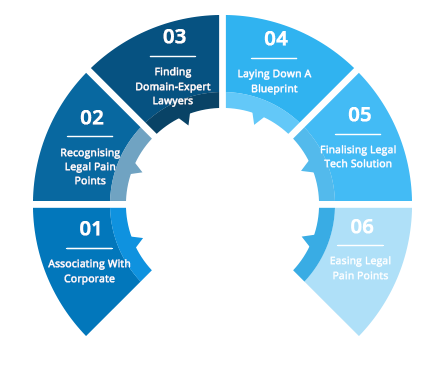 01
Associating With
Corporate
02
Recognising
Legal Pain
Points
03
Finding
Domain-Expert
Lawyers
04
Laying Down A
Blueprint
05
Finalising Legal
Tech Solution
06
Easing Legal
Pain Points